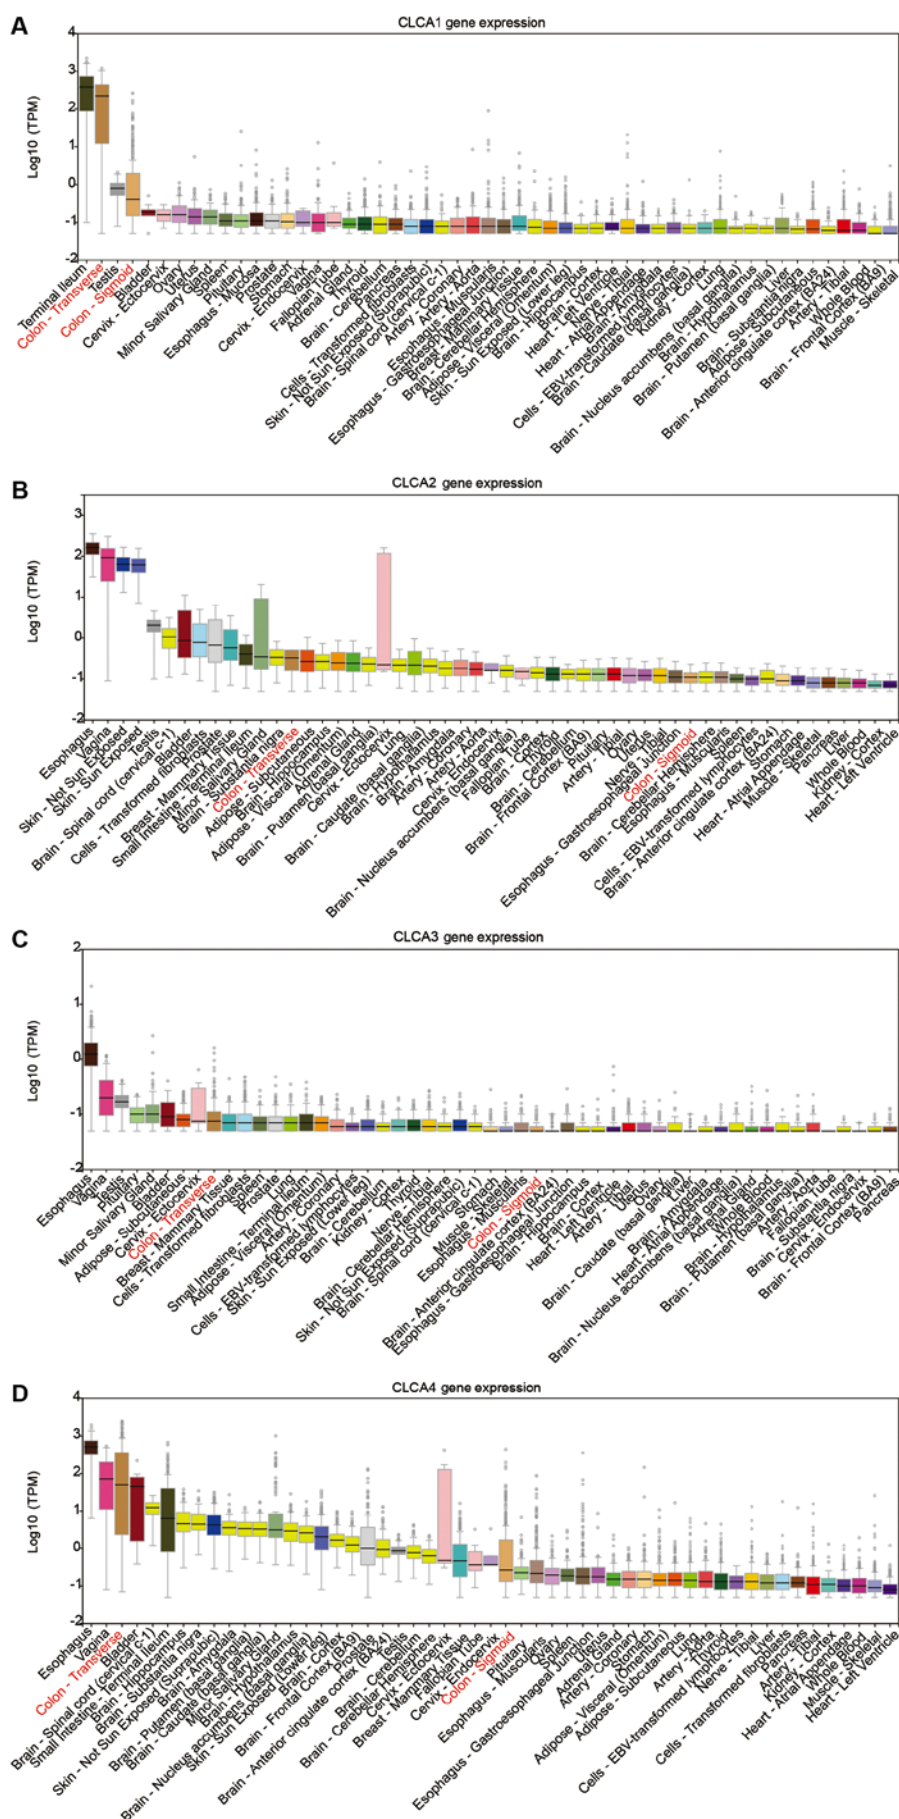 A
CLCA1 gene expression
Log10 (TPM)
4
3
2
1
0
-1
-2
Terminal Ileum
Colon - Transverse
Testis
Colon - Sigmoid
Bladder
Cervix - Ectocervix
Ovary
Uterus
Minor Salivary Gland
Spleen
Pituitary
Esophagus - Mucosa
Prostate
Stomach
Cervix - Endocervix
Vagina
Fallopian Tube
Adrenal Gland
Thyroid
Brain - Cerebellum
Pancreas
Cells - Transformed fibroblasts
Skin - Not Sun Exposed (Suprapubic)
Brain - Spinal cord (cervical c-1)
Artery - Coronary
Artery - Aorta
Esophagus - Muscularis
Esophagus - Gastroesophageal Junction
Breast - Mammary Tissue
Brain - Cerebellar Hemisphere
Adipose - Visceral (Omentum)
Skin - Sun Exposed (Lower leg)
Brain - Hippocampus
Brain - Cortex
Heart - Left Ventricle
Nerve - Tibial
Heart - Atrial Appendage
Brain - Amygdala
Cells - EBV-transformed lymphocytes
Brain - Caudate (basal ganglia)
Kidney - Cortex
Lung
Brain - Nucleus accumbens (basal ganglia)
Brain - Hypothalamus
Brain - Putamen (basal ganglia)
Liver
Brain - Substantia nigra
Adipose - Subcutaneous
Brain - Anterior cingulate cortex (BA24)
Artery - Tibial
Whole Blood
Brain - Frontal Cortex (BA9)
Muscle - Skeletal
B
CLCA2 gene expression
Log10 (TPM)
3
2
1
0
-1
-2
Esophagus
Vagina
Skin - Not Sun Exposed
Skin - Sun Exposed
Testis
Brain - Spinal cord (cervical c-1)
Bladder
Cells - Transformed fibroblasts
Prostate
Breast - Mammary Tissue
Small Intestine - Terminal Ileum
Minor Salivary Gland
Brain - Substantia nigra
Colon - Transverse
Adipose - Subcutaneous
Brain - Hippocampus
Adipose - Visceral (Omentum)
Adrenal Gland
Brain - Putamen (basal ganglia)
Cervix - Ectocervix
Lung
Brain - Caudate (basal ganglia)
Brain - Hypothalamus
Brain - Amygdala
Artery - Coronary
Artery - Aorta
Cervix - Endocervix
Brain - Nucleus accumbens (basal ganglia)
Fallopian Tube
Brain - Cortex
Thyroid
Brain - Cerebellum
Brain - Frontal Cortex (BA9)
Pituitary
Artery - Tibial
Ovary
Uterus
Nerve - Tibial
Esophagus - Gastroesophageal Junction
Colon - Sigmoid
Brain - Cerebellar Hemisphere
Esophagus - Muscularis
Spleen
Cells - EBV-transformed lymphocytes
Brain - Anterior cingulate cortex (BA24)
Stomach
Heart - Atrial Appendage
Muscle - Skeletal
Pancreas
Liver
Whole Blood
Kidney - Cortex
Heart - Left Ventricle
C
CLCA3 gene expression
Log10 (TPM)
2
1
0
-1
-2
Esophagus
Vagina
Testis
Pituitary
Minor Salivary Gland
Bladder
Adipose - Subcutaneous
Cervix - Ectocervix
Colon - Transverse
Breast - Mammary Tissue
Cells - Transformed fibroblasts
Spleen
Prostate
Lung
Small Intestine - Terminal Ileum
Adipose - Visceral (Omentum)
Artery - Coronary
Cells - EBV-transformed lymphocytes
Skin - Sun Exposed (Lower leg)
Brain - Cerebellum
Kidney - Cortex
Thyroid
Nerve - Tibial
Brain - Cerebellar Hemisphere
Skin - Not Sun Exposed (Suprapubic)
Brain - Spinal cord (cervical c-1)
Stomach
Muscle - Skeletal
Esophagus - Muscularis
Colon - Sigmoid
Brain - Anterior cingulate cortex (BA24)
Esophagus - Gastroesophageal Junction
Brain - Hippocampus
Brain - Cortex
Heart - Left Ventricle
Artery - Tibial
Uterus
Ovary
Brain - Caudate (basal ganglia)
Liver
Brain - Amygdala
Heart - Atrial Appendage
Brain - Nucleus accumbens (basal ganglia)
Adrenal Gland
Whole Blood
Brain - Hypothalamus
Brain - Putamen (basal ganglia)
Artery - Aorta
Fallopian Tube
Brain - Substantia nigra
Cervix - Endocervix
Brain - Frontal Cortex (BA9)
Pancreas
D
CLCA4 gene expression
Log10 (TPM)
4
3
2
1
0
-1
-2
Esophagus
Vagina
Colon - Transverse
Bladder
Brain - Spinal cord (cervical c-1)
Small Intestine - Terminal Ileum
Brain - Hippocampus
Brain - Substantia nigra
Skin - Not Sun Exposed (Suprapubic)
Brain - Amygdala
Brain - Putamen (basal ganglia)
Brain - Caudate (basal ganglia)
Minor Salivary Gland
Brain - Hypothalamus
Brain - Nucleus accumbens (basal ganglia)
Skin - Sun Exposed (Lower leg)
Brain - Cortex
Brain - Frontal Cortex (BA9)
Prostate
Brain - Anterior cingulate cortex (BA24)
Testis
Brain - Cerebellum
Brain - Cerebellar Hemisphere
Cervix - Ectocervix
Breast - Mammary Tissue
Fallopian Tube
Cervix - Endocervix
Colon - Sigmoid
Pituitary
Esophagus - Muscularis
Ovary
Spleen
Esophagus - Gastroesophageal Junction
Uterus
Adrenal Gland
Artery - Coronary
Stomach
Adipose - Visceral (Omentum)
Adipose - Subcutaneous
Lung
Artery - Aorta
Thyroid
Cells - EBV-transformed lymphocytes
Nerve - Tibial
Liver
Cells - Transformed fibroblasts
Pancreas
Artery - Tibial
Kidney - Cortex
Heart - Atrial Appendage
Whole Blood
Muscle - Skeletal
Heart - Left Ventricle